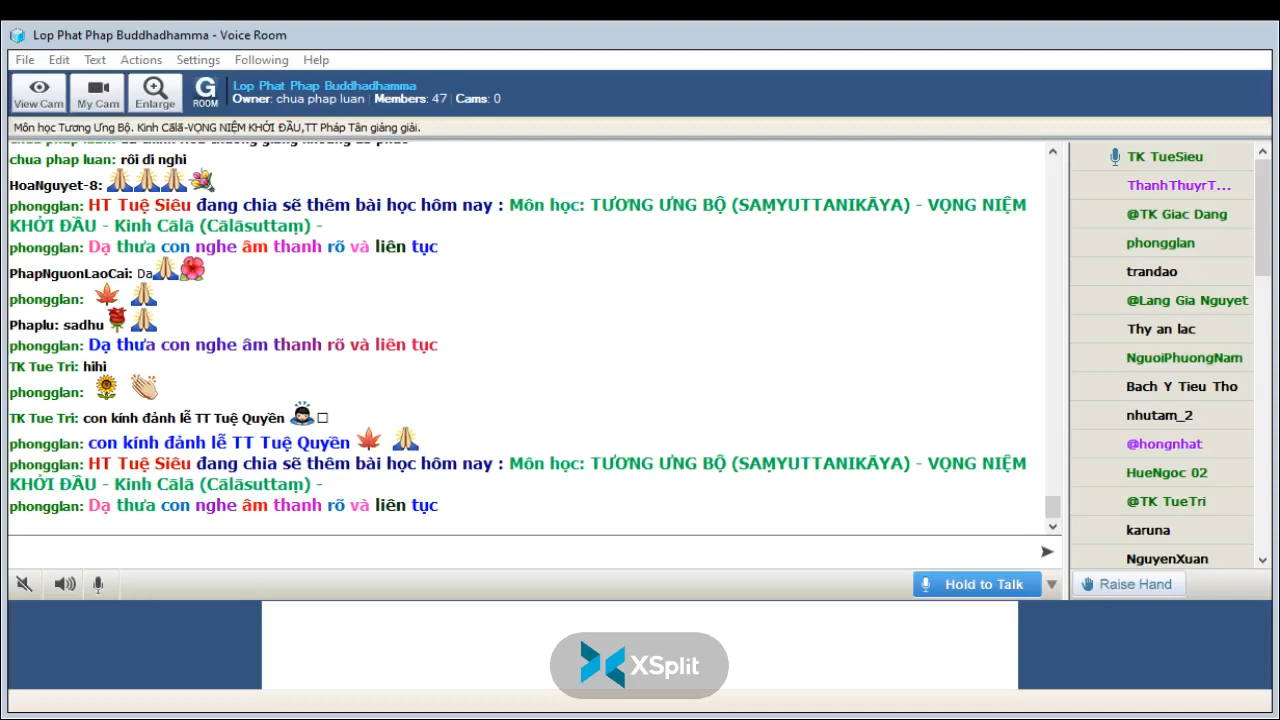 Lop Phat Phap Buddhadhamma - Voice Room
File Edit Text Actions Settings Following Help
View Cam My Cam Enlarge G ROOM
Lop Phat Phap Buddhadhamma
Owner: chua phap luan | Members: 47 | Cams: 0
Môn học Tương Ưng Bộ. Kinh Cālā-VỌNG NIỆM KHỞI ĐẦU,TT Pháp Tân giảng giải.
chua phap luan: rồi di nghi
HoaNguyet-8:
phongglan: HT Tuệ Siêu đang chia sẽ thêm bài học hôm nay : Môn học: TƯƠNG ƯNG BỘ (SAṂYUTTANIKĀYA) - VỌNG NIỆM
KHỞI ĐẦU - Kinh Cālā (Cālāsuttaṃ) -
phongglan: Dạ thưa con nghe âm thanh rõ và liên tục
PhapNguonLaoCai: Da
phongglan:
Phaplu: sadhu
phongglan: Dạ thưa con nghe âm thanh rõ và liên tục
TK Tue Tri: hihi
phongglan:
TK Tue Tri: con kính đảnh lễ TT Tuệ Quyền
phongglan: con kính đảnh lễ TT Tuệ Quyền
phongglan: HT Tuệ Siêu đang chia sẽ thêm bài học hôm nay : Môn học: TƯƠNG ƯNG BỘ (SAṂYUTTANIKĀYA) - VỌNG NIỆM
KHỞI ĐẦU - Kinh Cālā (Cālāsuttaṃ) -
phongglan: Dạ thưa con nghe âm thanh rõ và liên tục
TK TueSieu
ThanhThuyrT...
@TK Giac Dang
phongglan
trandao
@Lang Gia Nguyet
Thy an lac
NguoiPhuongNam
Bach Y Tieu Tho
nhutam_2
@hongnhat
HueNgoc 02
@TK TueTri
karuna
NguyenXuan
Hold to Talk
Raise Hand
XSplit